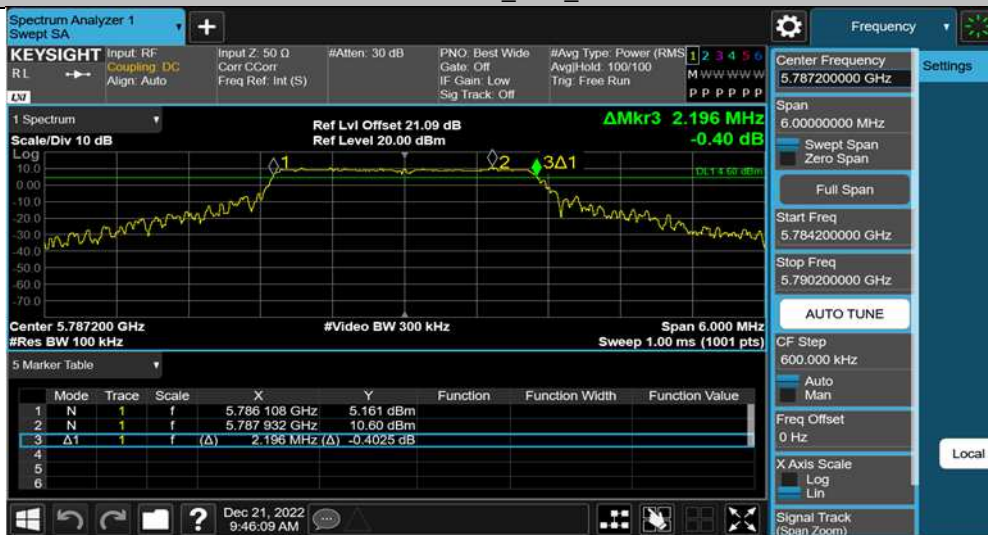 Spectrum Analyzer 1
Swept SA
+
Frequency
KEYSIGHT
RL
LXI
Input: RF
Coupling: DC
Align: Auto
Input Z: 50 Ω
Corr CCorr
Freq Ref: Int (S)
#Atten: 30 dB
PNO: Best Wide
Gate: Off
IF Gain: Low
Sig Track: Off
#Avg Type: Power (RMS
Avg|Hold: 100/100
Trig: Free Run
1 2 3 4 5 6
M W W W W W
P P P P P P
1 Spectrum
Scale/Div 10 dB
Ref Lvl Offset 21.09 dB
Ref Level 20.00 dBm
ΔMkr3 2.196 MHz
-0.40 dB
Log
10.0
0.00
-10.0
-20.0
-30.0
-40.0
-50.0
-60.0
-70.0
1
2
3Δ1
DL1 4.60 dBm
Center 5.787200 GHz
#Res BW 100 kHz
#Video BW 300 kHz
Span 6.000 MHz
Sweep 1.00 ms (1001 pts)
5 Marker Table
Mode Trace Scale X Y Function Function Width Function Value
1 N 1 f 5.786 108 GHz 5.161 dBm
2 N 1 f 5.787 932 GHz 10.60 dBm
3 Δ1 1 f (Δ) 2.196 MHz (Δ) -0.4025 dB
4
5
6
Dec 21, 2022
9:46:09 AM
?
Center Frequency
5.787200000 GHz
Span
6.00000000 MHz
Swept Span
Zero Span
Full Span
Start Freq
5.784200000 GHz
Stop Freq
5.790200000 GHz
AUTO TUNE
CF Step
600.000 kHz
Auto
Man
Freq Offset
0 Hz
X Axis Scale
Log
Lin
Signal Track
(Span Zoom)
Settings
Local